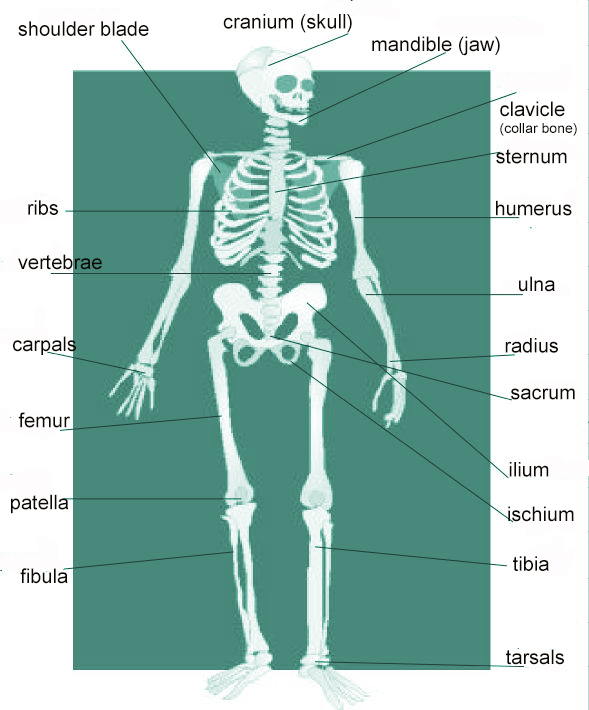 cranium (skull)
shoulder blade
mandible (jaw)
clavicle
(collar bone)
sternum
ribs
humerus
vertebrae
ulna
carpals
radius
sacrum
femur
ilium
patella
ischium
tibia
fibula
tarsals